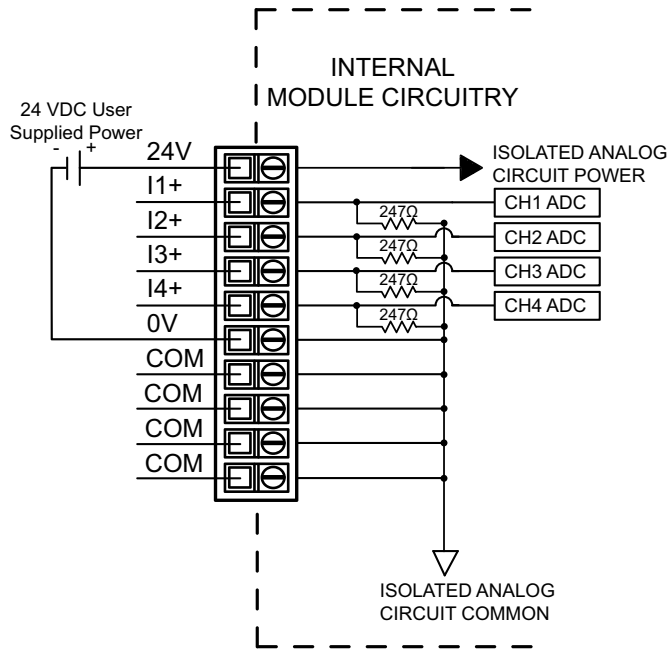 INTERNAL
MODULE CIRCUITRY
24 VDC User
Supplied Power
- +
24V
I1+
I2+
I3+
I4+
0V
COM
COM
COM
COM
ISOLATED ANALOG
CIRCUIT POWER
CH1 ADC
247Ω
CH2 ADC
247Ω
CH3 ADC
247Ω
CH4 ADC
247Ω
ISOLATED ANALOG
CIRCUIT COMMON